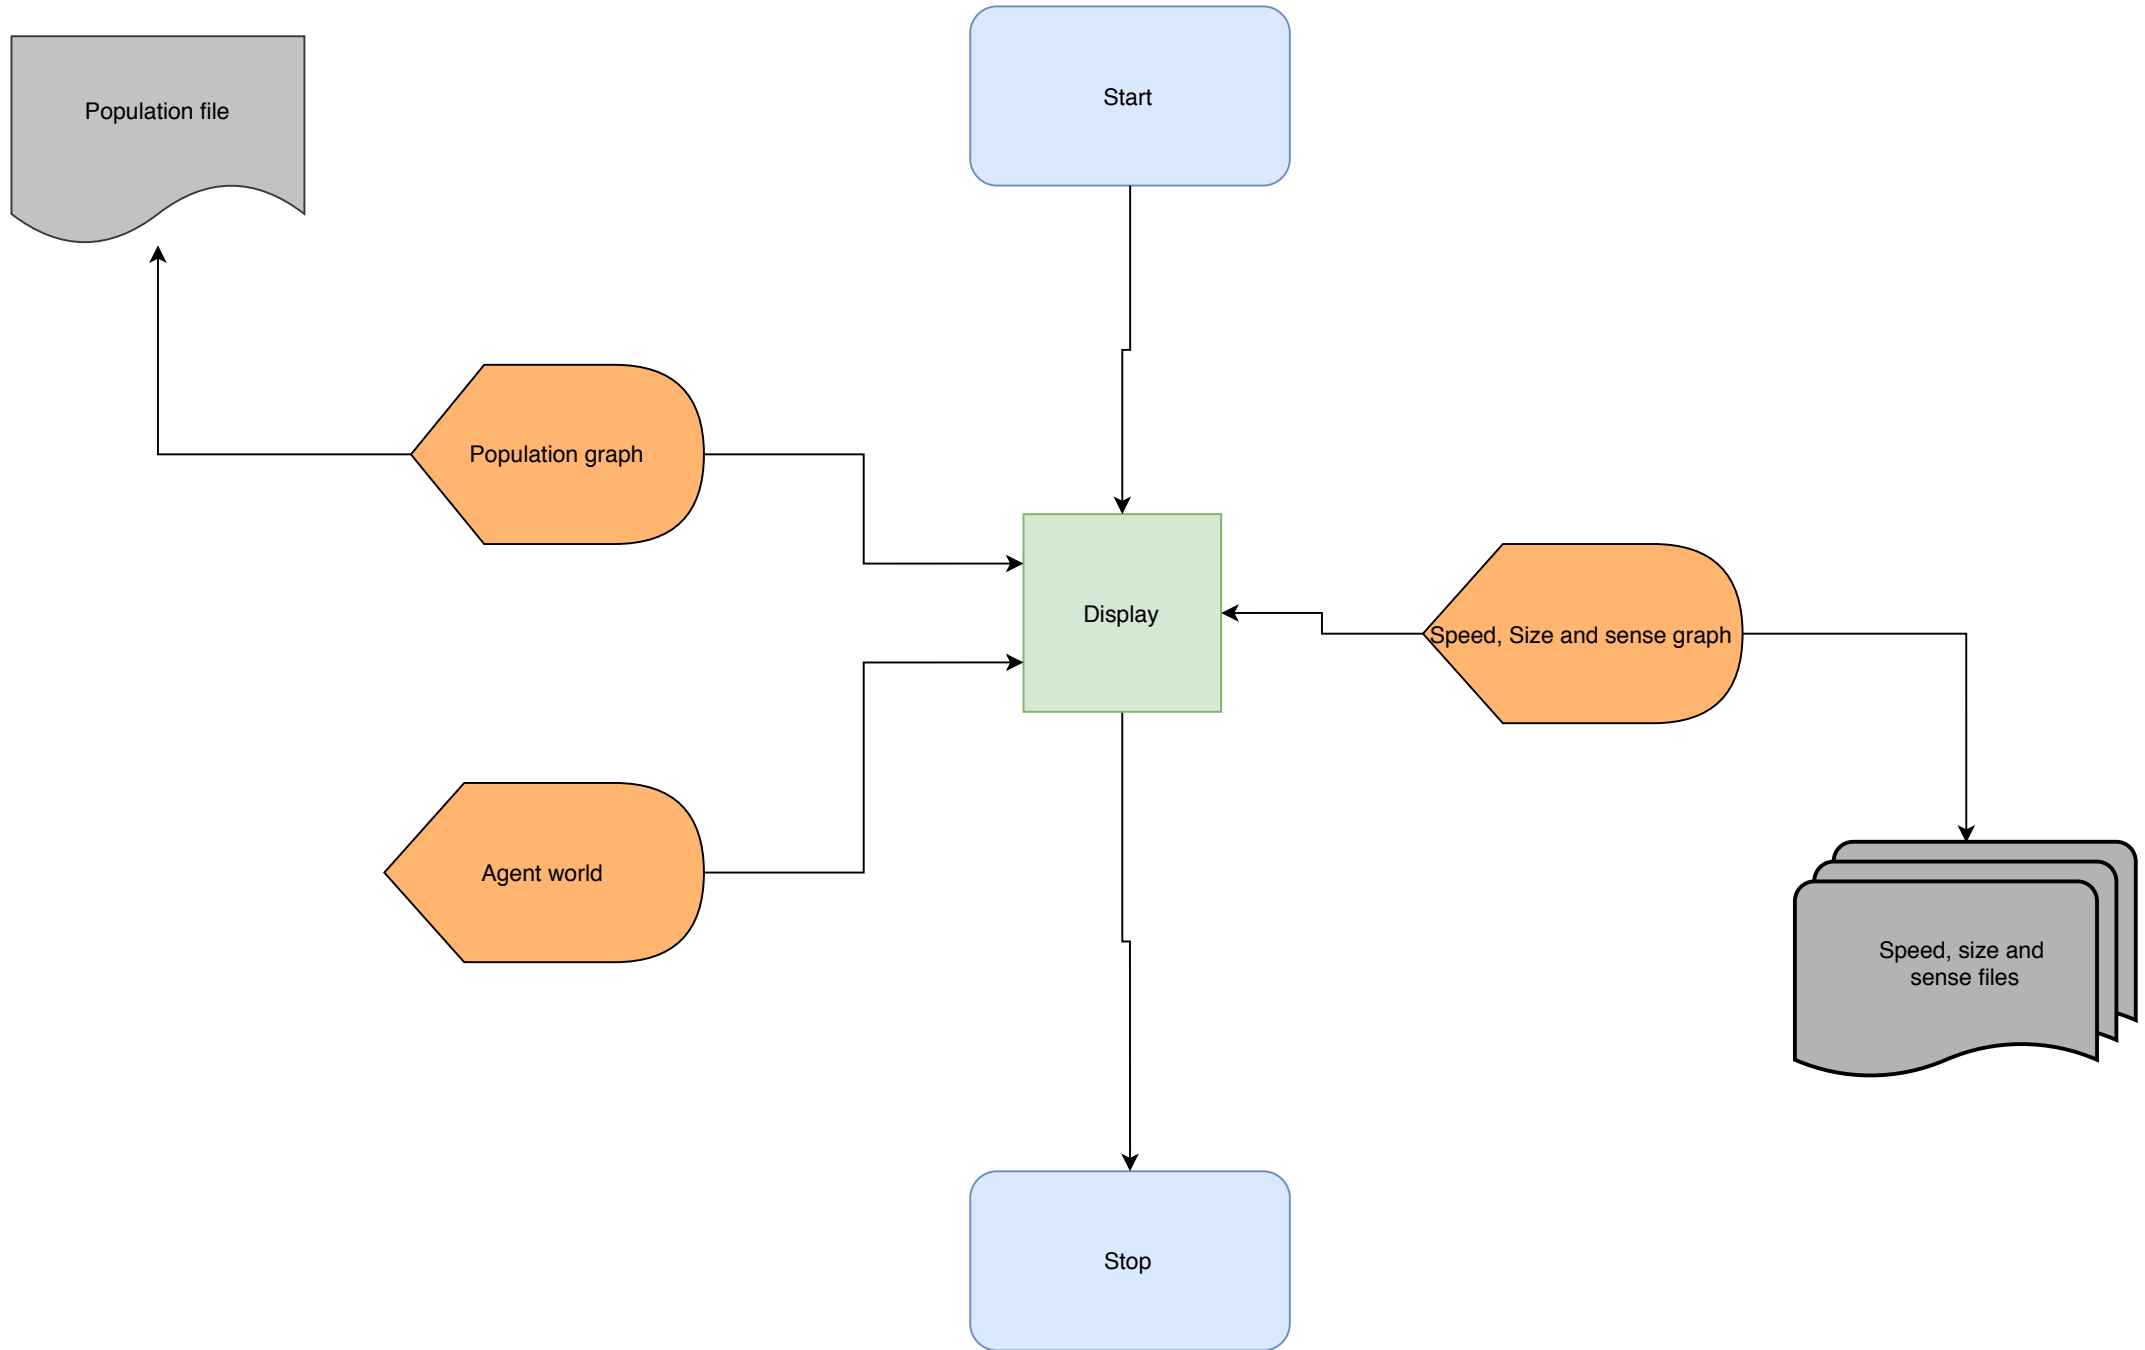 Population file
Start
Population graph
Display
Speed, Size and sense graph
Agent world
Speed, size and
sense files
Stop